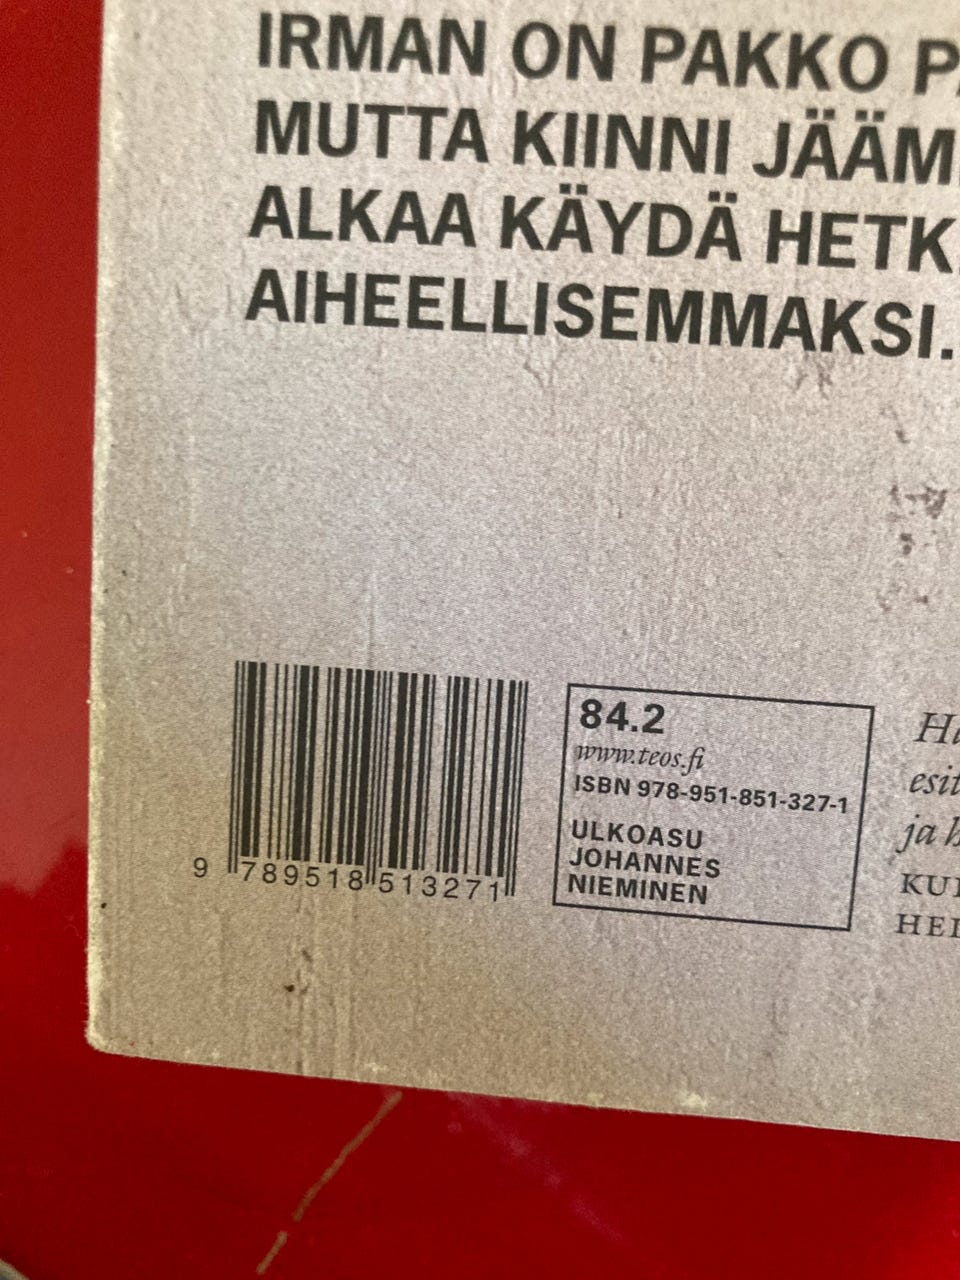 IRMAN ON PAKKO
MUTTA KIINNI
ALKAA KÄYDÄ
AIHEELLISEMMAKSI.
84.2
www.teos.fi
ISBN 978-951-851-327-1
ULKOASU
JOHANNES
NIEMINEN
9 789518 513271
ja